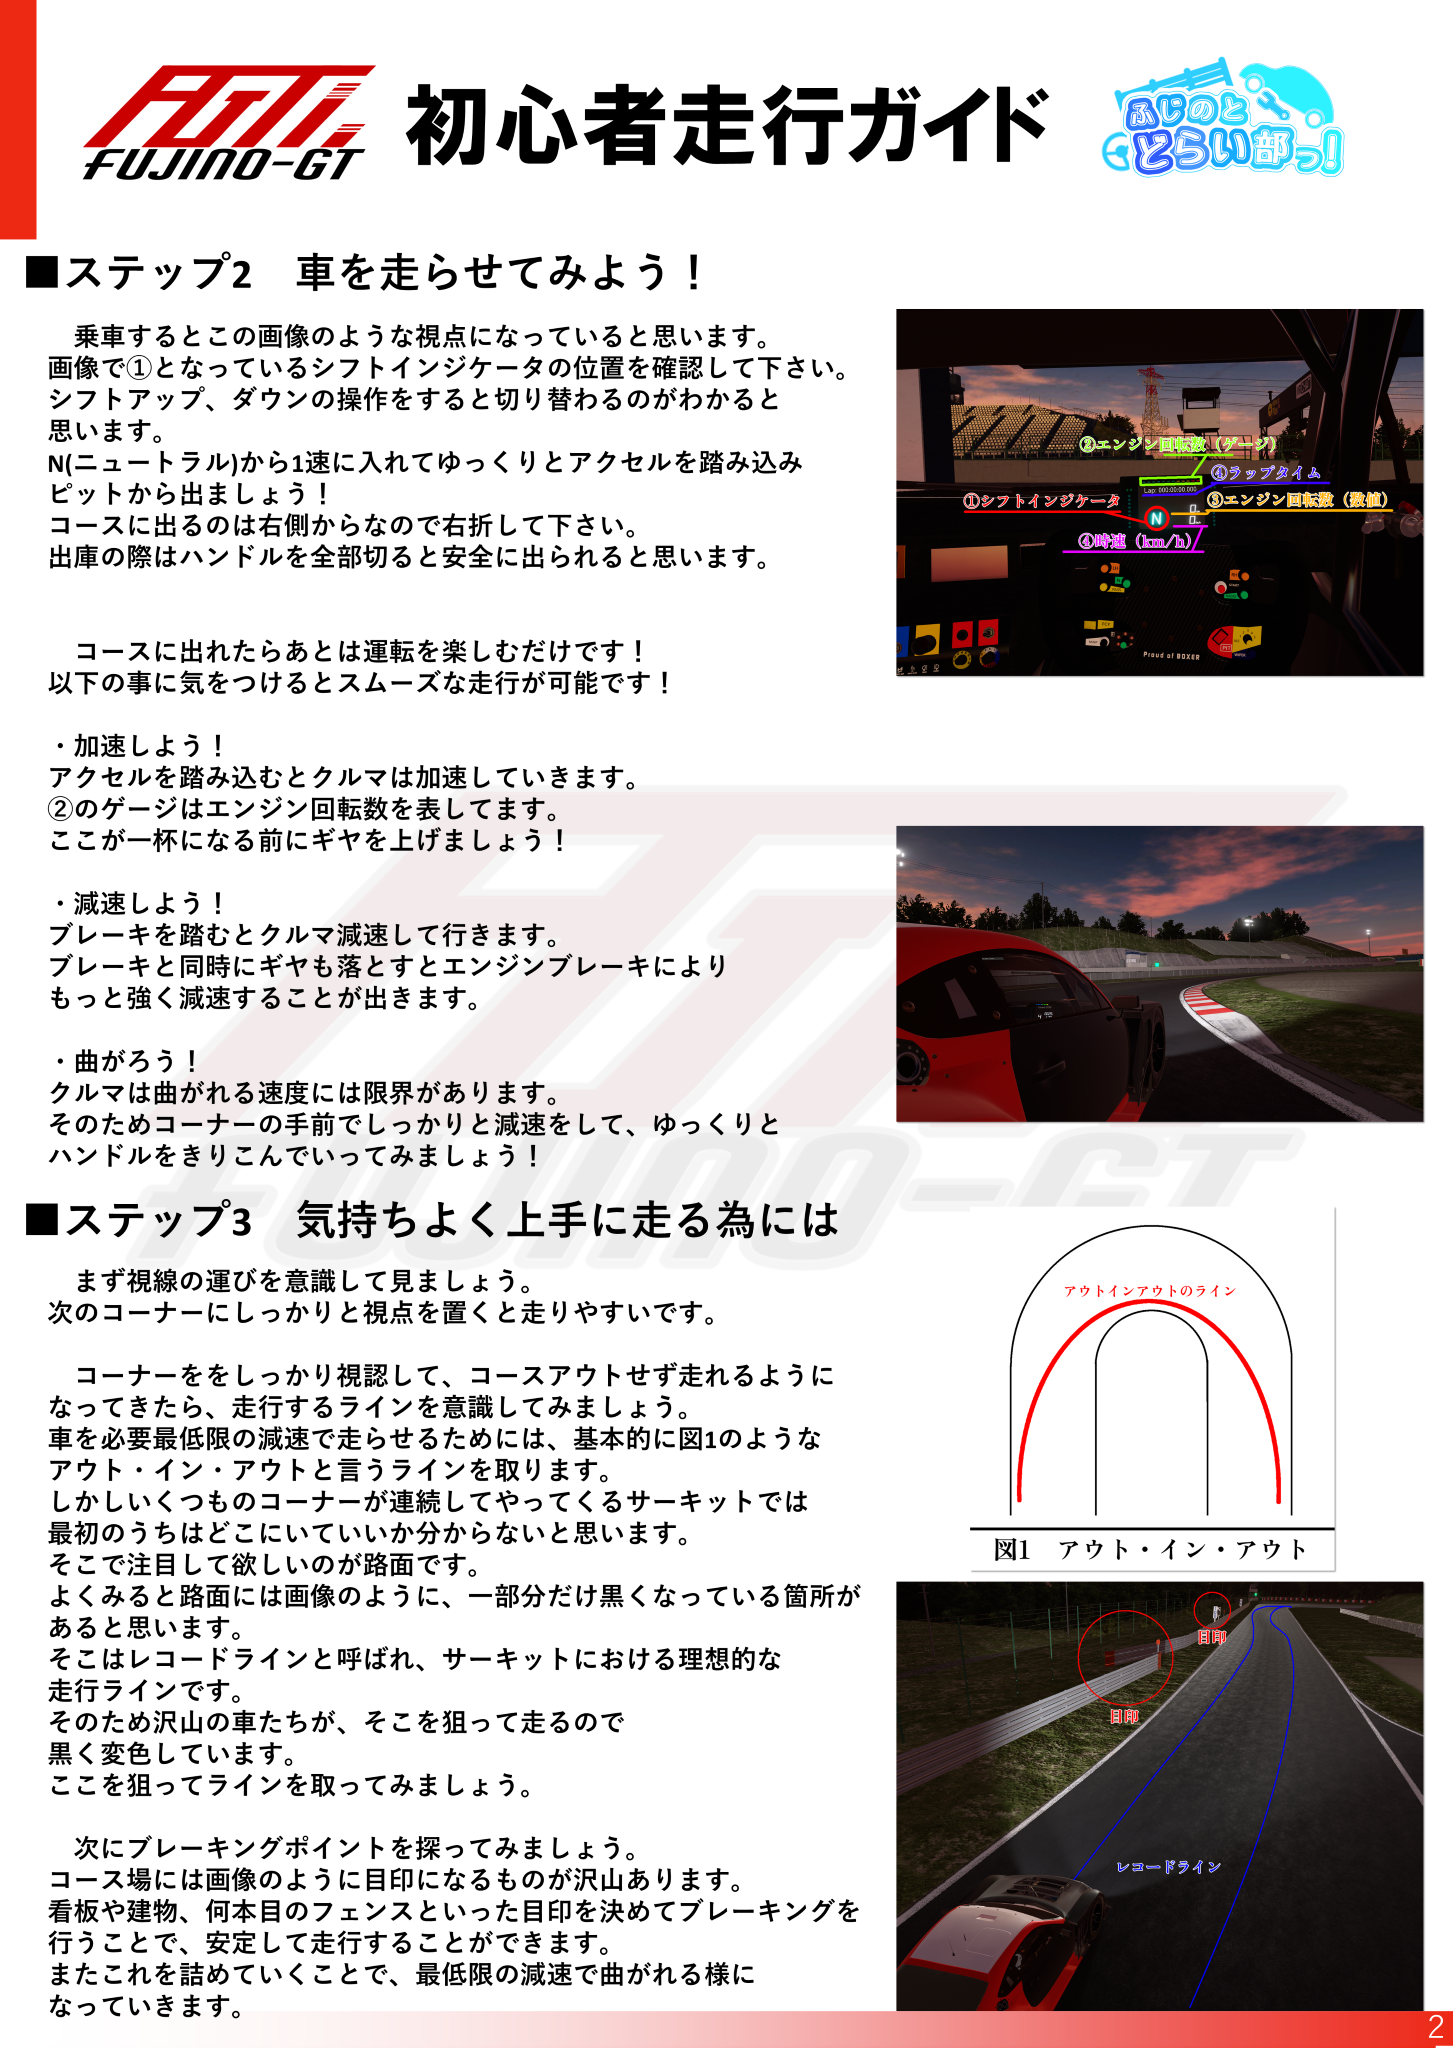 FUJINO-GT
初心者走行ガイド
ふじのと
どらい部っ!
■ステップ2　車を走らせてみよう！
乗車するとこの画像のような視点になっていると思います。
画像で①となっているシフトインジケータの位置を確認して下さい。
シフトアップ、ダウンの操作をすると切り替わるのがわかると
思います。
N(ニュートラル)から1速に入れてゆっくりとアクセルを踏み込み
ピットから出ましょう！
コースに出るのは右側からなので右折して下さい。
出庫の際はハンドルを全部切ると安全に出られると思います。
コースに出れたらあとは運転を楽しむだけです！
以下の事に気をつけるとスムーズな走行が可能です！
・加速しよう！
アクセルを踏み込むとクルマは加速していきます。
②のゲージはエンジン回転数を表してます。
ここが一杯になる前にギヤを上げましょう！
・減速しよう！
ブレーキを踏むとクルマ減速して行きます。
ブレーキと同時にギヤも落とすとエンジンブレーキにより
もっと強く減速することが出きます。
・曲がろう！
クルマは曲がれる速度には限界があります。
そのためコーナーの手前でしっかりと減速をして、ゆっくりと
ハンドルをきりこんでいってみましょう！
②エンジン回転数（ゲージ）
④ラップタイム
Lap: 000:00:00.000
①シフトインジケータ
③エンジン回転数（数値）
N
0
0
④時速（km/h）
Proud of BOXER
FUJINO-GT
■ステップ3　気持ちよく上手に走る為には
まず視線の運びを意識して見ましょう。
次のコーナーにしっかりと視点を置くと走りやすいです。
コーナーををしっかり視認して、コースアウトせず走れるように
なってきたら、走行するラインを意識してみましょう。
車を必要最低限の減速で走らせるためには、基本的に図1のような
アウト・イン・アウトと言うラインを取ります。
しかしいくつものコーナーが連続してやってくるサーキットでは
最初のうちはどこにいていいか分からないと思います。
そこで注目して欲しいのが路面です。
よくみると路面には画像のように、一部分だけ黒くなっている箇所が
あると思います。
そこはレコードラインと呼ばれ、サーキットにおける理想的な
走行ラインです。
そのため沢山の車たちが、そこを狙って走るので
黒く変色しています。
ここを狙ってラインを取ってみましょう。
次にブレーキングポイントを探ってみましょう。
コース場には画像のように目印になるものが沢山あります。
看板や建物、何本目のフェンスといった目印を決めてブレーキングを
行うことで、安定して走行することができます。
またこれを詰めていくことで、最低限の減速で曲がれる様に
なっていきます。
アウトインアウトのライン
図1　アウト・イン・アウト
目印
目印
レコードライン
2